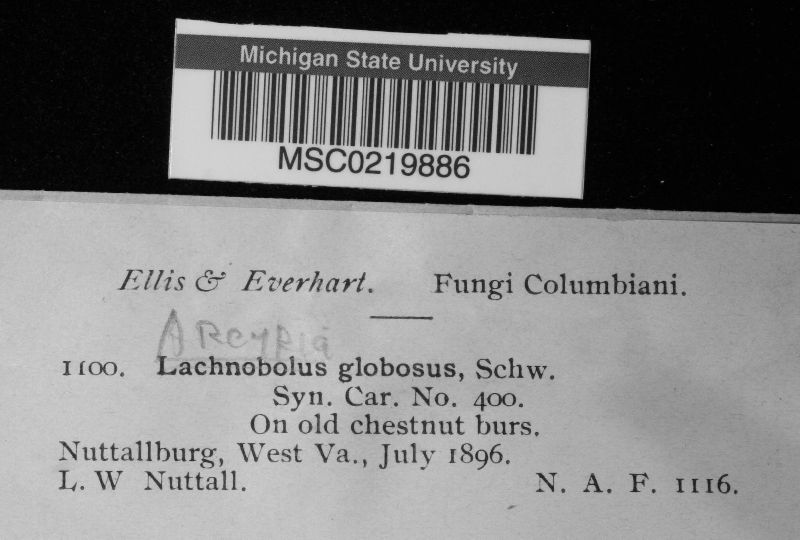 Michigan State University
MSC0219886
Ellis & Everhart. Fungi Columbiani.
Arcyria
1100. Lachnobolus globosus, Schw.
Syn. Car. No. 400.
On old chestnut burs.
Nuttallburg, West Va., July 1896.
L. W Nuttall. N. A. F. 1116.